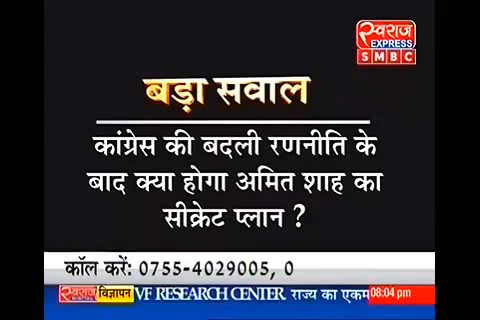 स्वराज
EXPRESS
SMBC
बड़ा सवाल
कांग्रेस की बदली रणनीति के
बाद क्या होगा अमित शाह का
सीक्रेट प्लान ?
कॉल करें: 0755-4029005, 0
स्वराज विज्ञापन VF RESEARCH CENTER. राज्य का एकम 08:04 pm